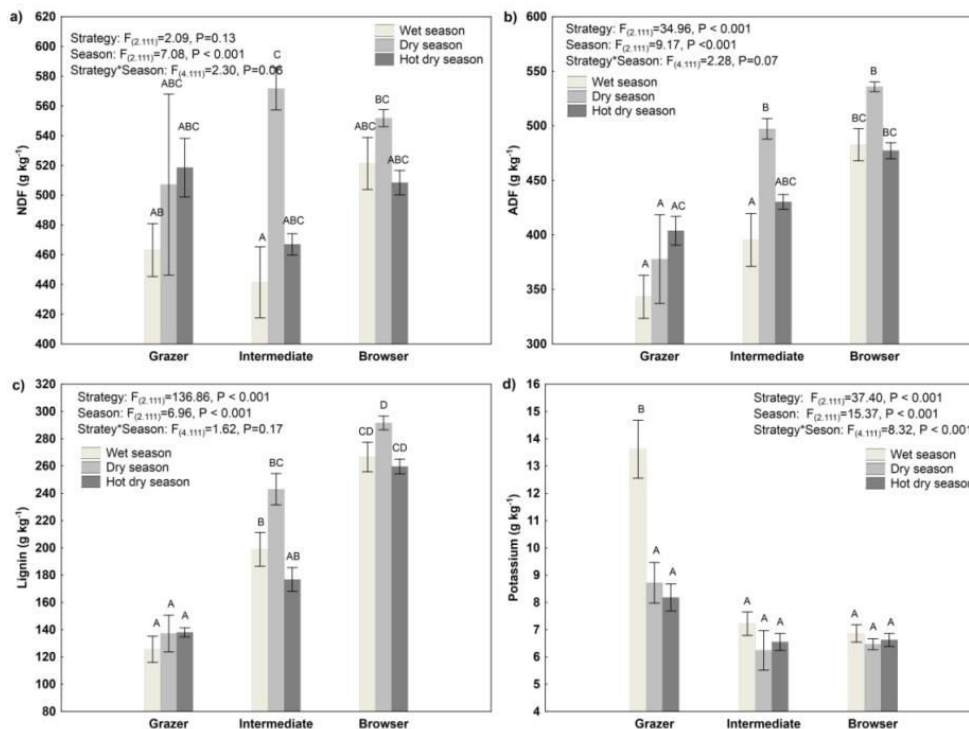 a)
Strategy: F(2.111)=2.09, P=0.13
Season: F(2.111)=7.08, P < 0.001
Strategy*Season: F(4.111)=2.30, P=0.06
Wet season
Dry season
Hot dry season
NDF (g kg-1)
620
600
580
560
540
520
500
480
460
440
420
400
AB
ABC
ABC
A
C
ABC
ABC
BC
ABC
Grazer
Intermediate
Browser
b)
Strategy: F(2.111)=34.96, P < 0.001
Season: F(2.111)=9.17, P <0.001
Strategy*Season: F(4.111)=2.28, P=0.07
Wet season
Dry season
Hot dry season
ADF (g kg-1)
600
550
500
450
400
350
300
A
A
AC
A
B
ABC
BC
B
BC
Grazer
Intermediate
Browser
c)
Strategy: F(2.111)=136.86, P < 0.001
Season: F(2.111)=6.96, P < 0.001
Stratey*Season: F(4.111)=1.62, P=0.17
Wet season
Dry season
Hot dry season
Lignin (g kg-1)
320
300
280
260
240
220
200
180
160
140
120
100
80
A
A
A
B
BC
AB
CD
D
CD
Grazer
Intermediate
Browser
d)
Strategy: F(2.111)=37.40, P < 0.001
Season: F(2.111)=15.37, P < 0.001
Strategy*Seson: F(4.111)=8.32, P < 0.001
Wet season
Dry season
Hot dry season
Potassium (g kg-1)
16
15
14
13
12
11
10
9
8
7
6
5
4
B
A
A
A
A
A
A
A
A
Grazer
Intermediate
Browser